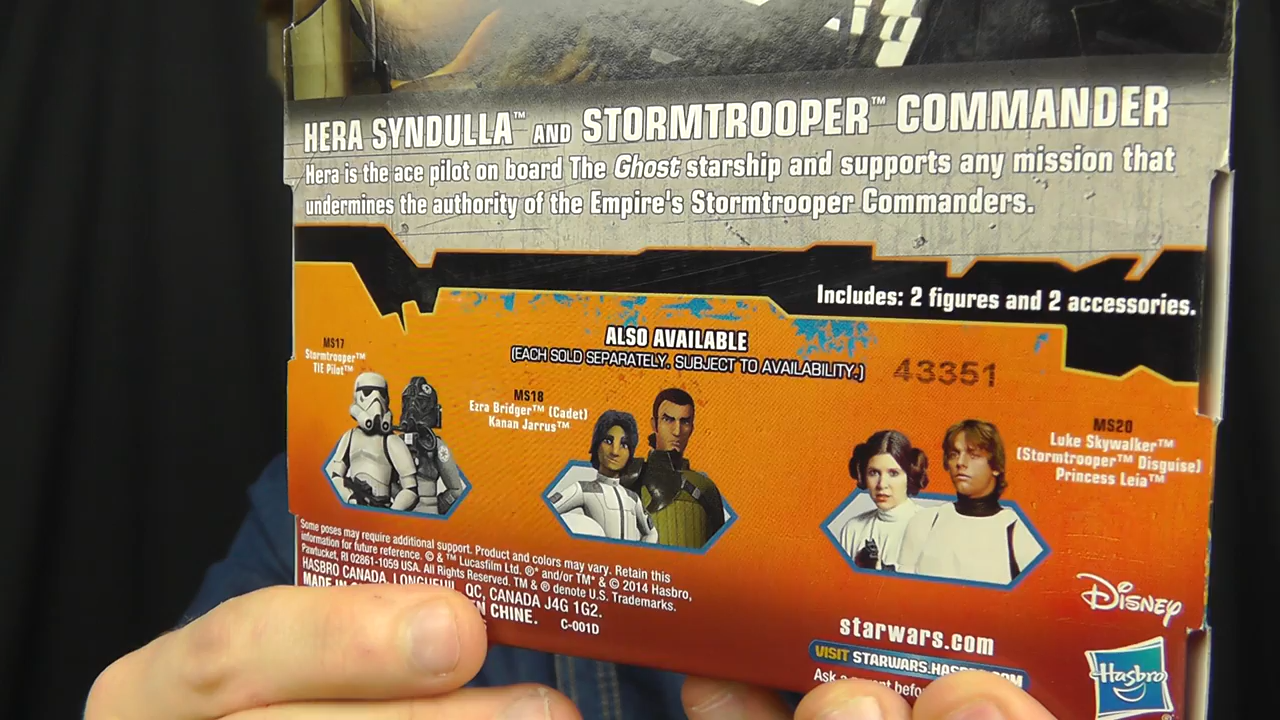 HERA SYNDULLA™ AND STORMTROOPER™ COMMANDER
Hera is the ace pilot on board The Ghost starship and supports any mission that
undermines the authority of the Empire's Stormtrooper Commanders.
Includes: 2 figures and 2 accessories.
ALSO AVAILABLE
(EACH SOLD SEPARATELY. SUBJECT TO AVAILABILITY.)
43351
MS17
Stormtrooper™
TIE Pilot™
MS18
Ezra Bridger™ (Cadet)
Kanan Jarrus™
MS20
Luke Skywalker™
(Stormtrooper™ Disguise)
Princess Leia™
Some poses may require additional support. Product and colors may vary. Retain this
information for future reference. © & ™ Lucasfilm Ltd. ®* and/or TM* & © 2014 Hasbro,
Pawtucket, RI 02861-1059 USA. All Rights Reserved. TM & ® denote U.S. Trademarks.
HASBRO CANADA, LONGUEUIL, QC, CANADA J4G 1G2.
MADE IN CHINE.
C-001D
Disney
starwars.com
VISIT STARWARS.HASBRO.COM
Ask
Hasbro